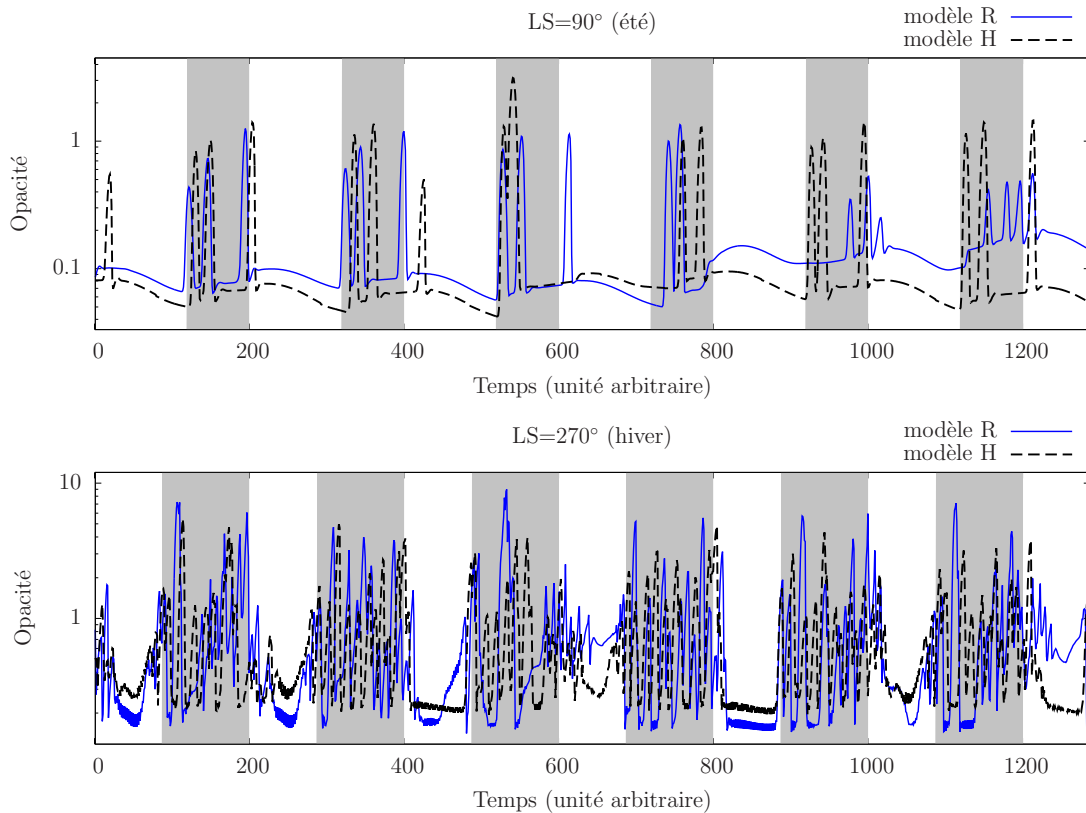 LS=90° (été)
modèle R
modèle H
Opacité
1
0.1
0 200 400 600 800 1000 1200
Temps (unité arbitraire)
LS=270° (hiver)
modèle R
modèle H
Opacité
10
1
0 200 400 600 800 1000 1200
Temps (unité arbitraire)